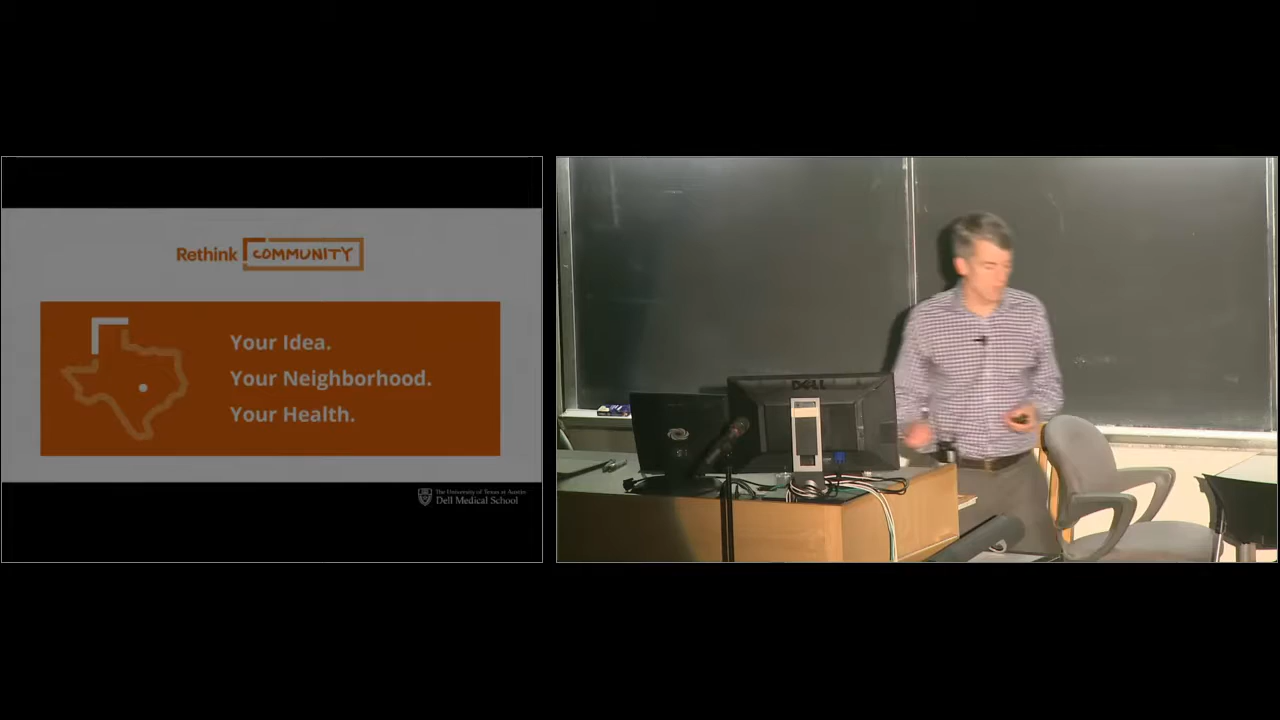 Rethink COMMUNITY
Your Idea.
Your Neighborhood.
Your Health.
The University of Texas at Austin
Dell Medical School
DELL